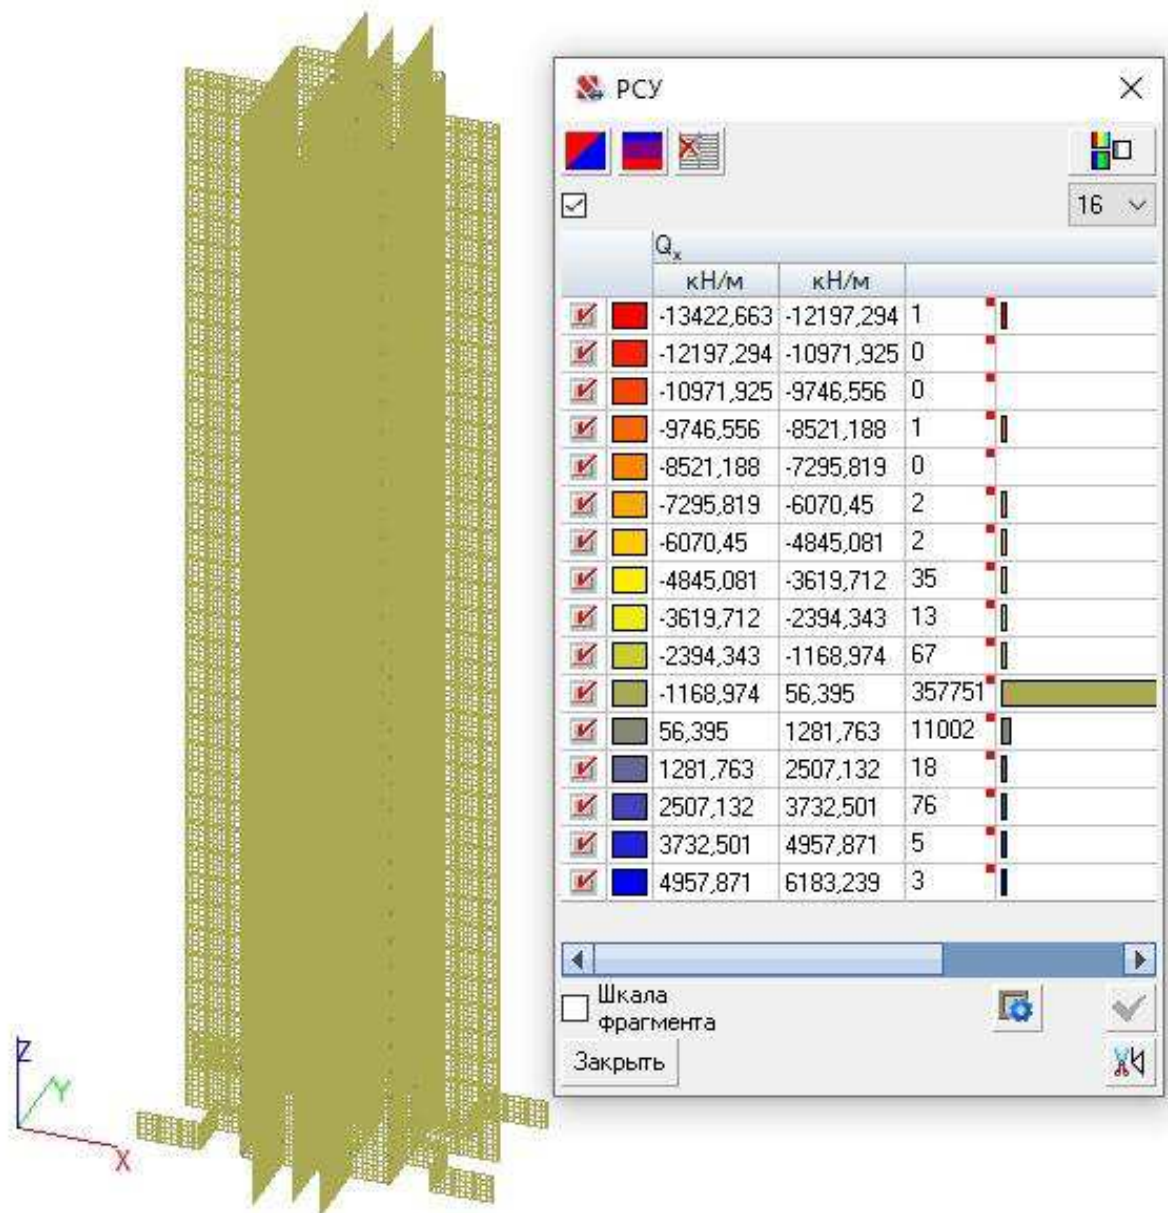 РСУ
16
Qx
кН/м кН/м
-13422,663 -12197,294 1
-12197,294 -10971,925 0
-10971,925 -9746,556 0
-9746,556 -8521,188 1
-8521,188 -7295,819 0
-7295,819 -6070,45 2
-6070,45 -4845,081 2
-4845,081 -3619,712 35
-3619,712 -2394,343 13
-2394,343 -1168,974 67
-1168,974 56,395 357751
56,395 1281,763 11002
1281,763 2507,132 18
2507,132 3732,501 76
3732,501 4957,871 5
4957,871 6183,239 3
Шкала
фрагмента
Закрыть
Z
Y
X